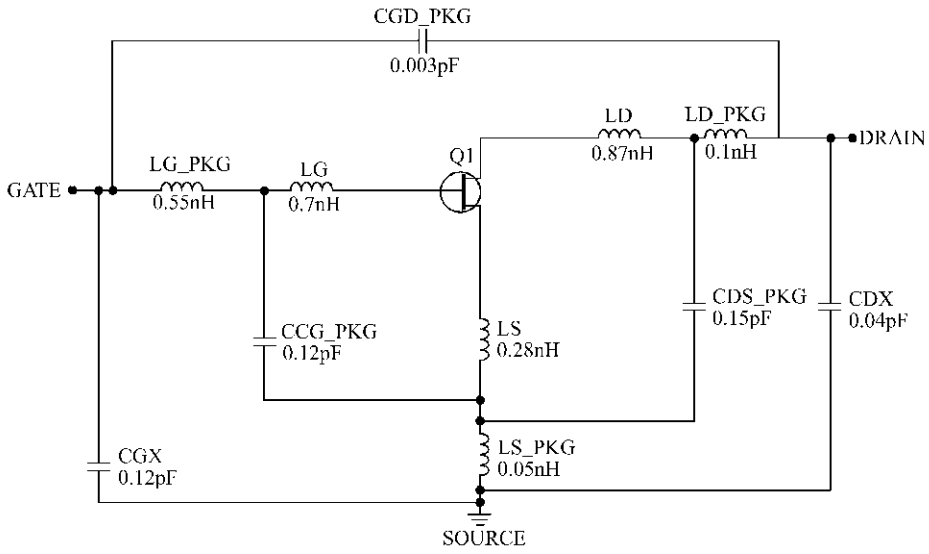 CGD_PKG
0.003pF
LD
LD_PKG
DRAIN
0.87nH
0.1nH
Q1
LG_PKG
LG
GATE
0.55nH
0.7nH
CCG_PKG
0.12pF
LS
0.28nH
CDS_PKG
0.15pF
CDX
0.04pF
CGX
0.12pF
LS_PKG
0.05nH
SOURCE